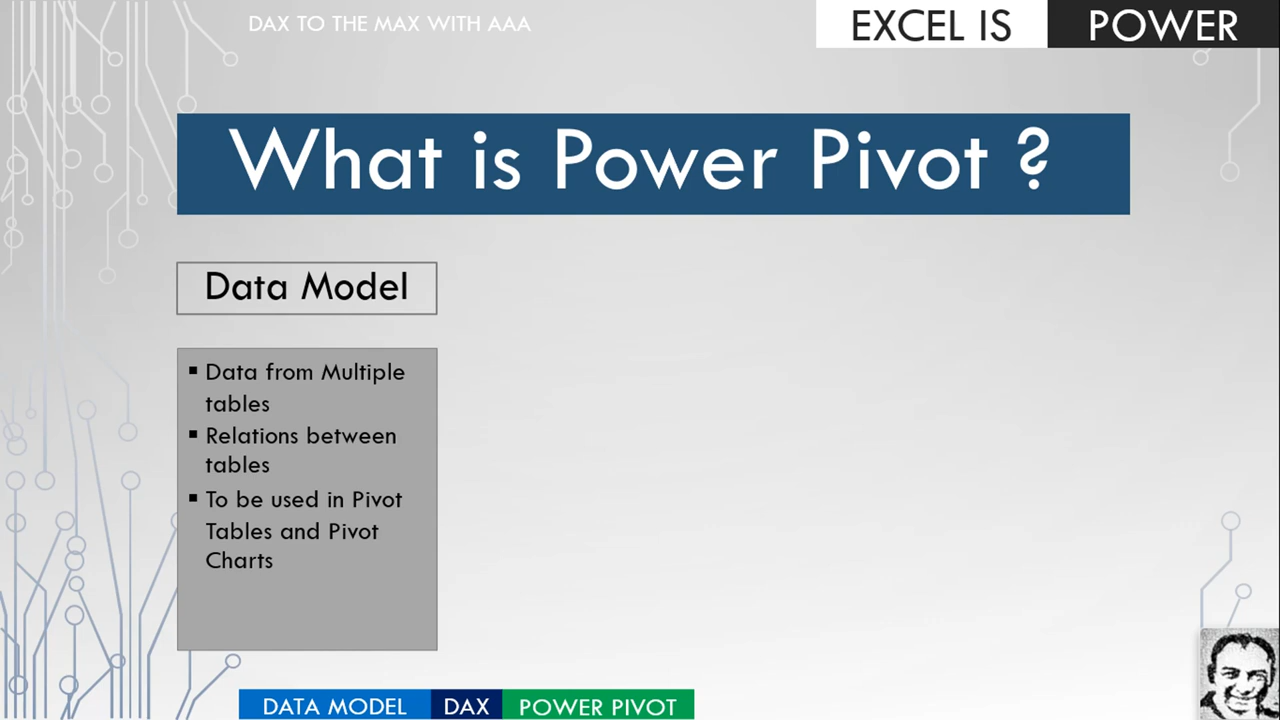 DAX TO THE MAX WITH AAA
EXCEL IS POWER
What is Power Pivot ?
Data Model
▪ Data from Multiple
tables
▪ Relations between
tables
▪ To be used in Pivot
Tables and Pivot
Charts
DATA MODEL DAX POWER PIVOT